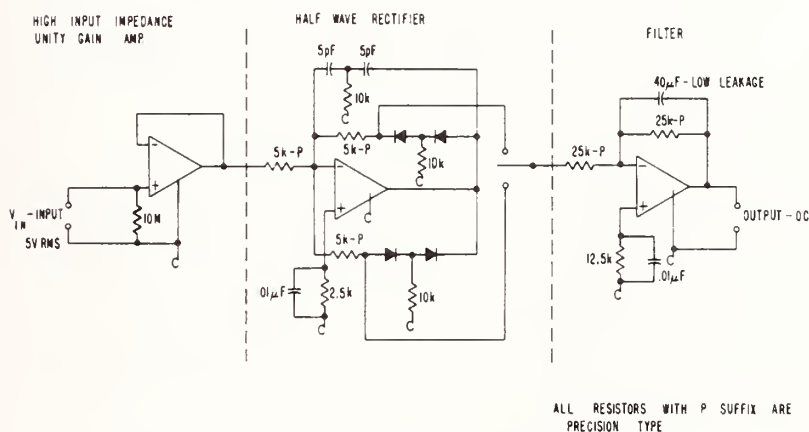 HIGH INPUT IMPEDANCE
UNITY GAIN AMP.
HALF WAVE RECTIFIER
FILTER
5pF
5pF
10k
40μF-LOW LEAKAGE
25k-P
5k-P
5k-P
10k
25k-P
−
+
−
+
−
+
V IN -INPUT
5V RMS
10M
C
C
C
C
5k-P
.01μF
2.5k
C
10k
C
12.5k
.01μF
C
OUTPUT-DC
ALL RESISTORS WITH P SUFFIX ARE
PRECISION TYPE